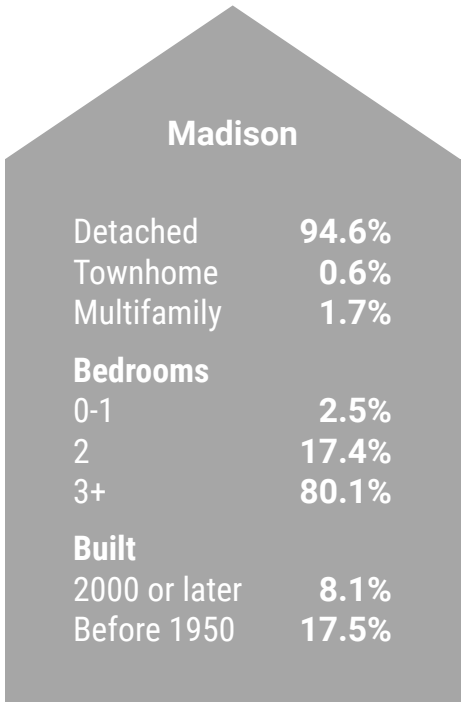 Madison
Detached 94.6%
Townhome 0.6%
Multifamily 1.7%
Bedrooms
0-1 2.5%
2 17.4%
3+ 80.1%
Built
2000 or later 8.1%
Before 1950 17.5%